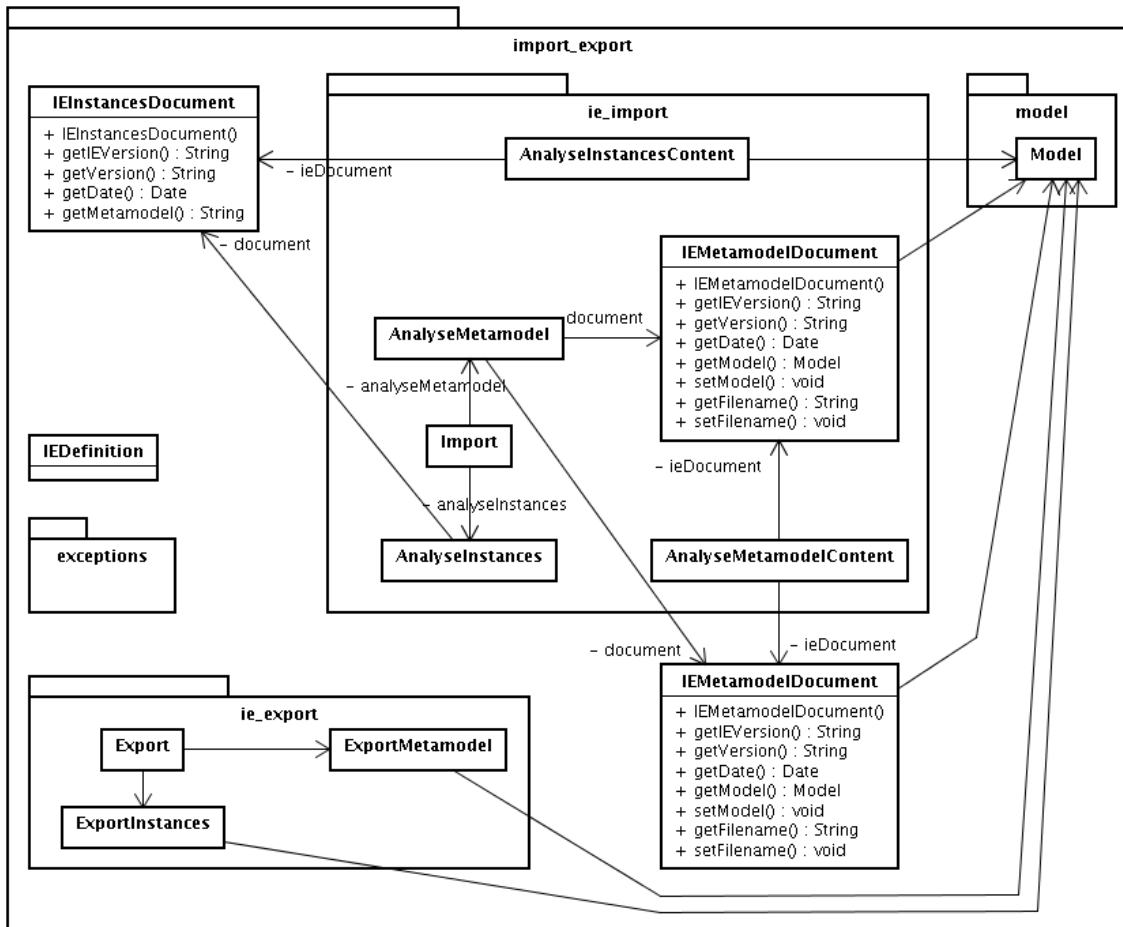 import_export
IEInstancesDocument
+ IEInstancesDocument()
+ getIEVersion() : String
+ getVersion() : String
+ getDate() : Date
+ getMetamodel() : String
ie_import
model
AnalyseInstancesContent
Model
– ieDocument
– document
IEMetamodelDocument
+ IEMetamodelDocument()
+ getIEVersion() : String
+ getVersion() : String
+ getDate() : Date
+ getModel() : Model
+ setModel() : void
+ getFilename() : String
+ setFilename() : void
document
AnalyseMetamodel
– analyseMetamodel
Import
IEDefinition
– ieDocument
– analyseInstances
exceptions
AnalyseInstances
AnalyseMetamodelContent
– document
– ieDocument
IEMetamodelDocument
+ IEMetamodelDocument()
+ getIEVersion() : String
+ getVersion() : String
+ getDate() : Date
+ getModel() : Model
+ setModel() : void
+ getFilename() : String
+ setFilename() : void
ie_export
Export
ExportMetamodel
ExportInstances